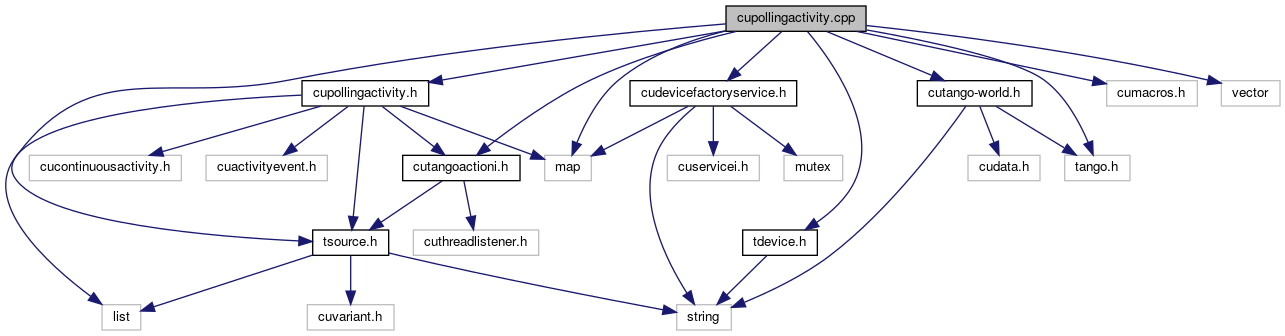 cupollingactivity.cpp
cupollingactivity.h
cudevicefactoryservice.h
cutango-world.h
cumacros.h
vector
cucontinuousactivity.h
cuactivityevent.h
cutangoactioni.h
map
cuservicei.h
mutex
cudata.h
tango.h
tsource.h
cuthreadlistener.h
tdevice.h
list
cuvariant.h
string